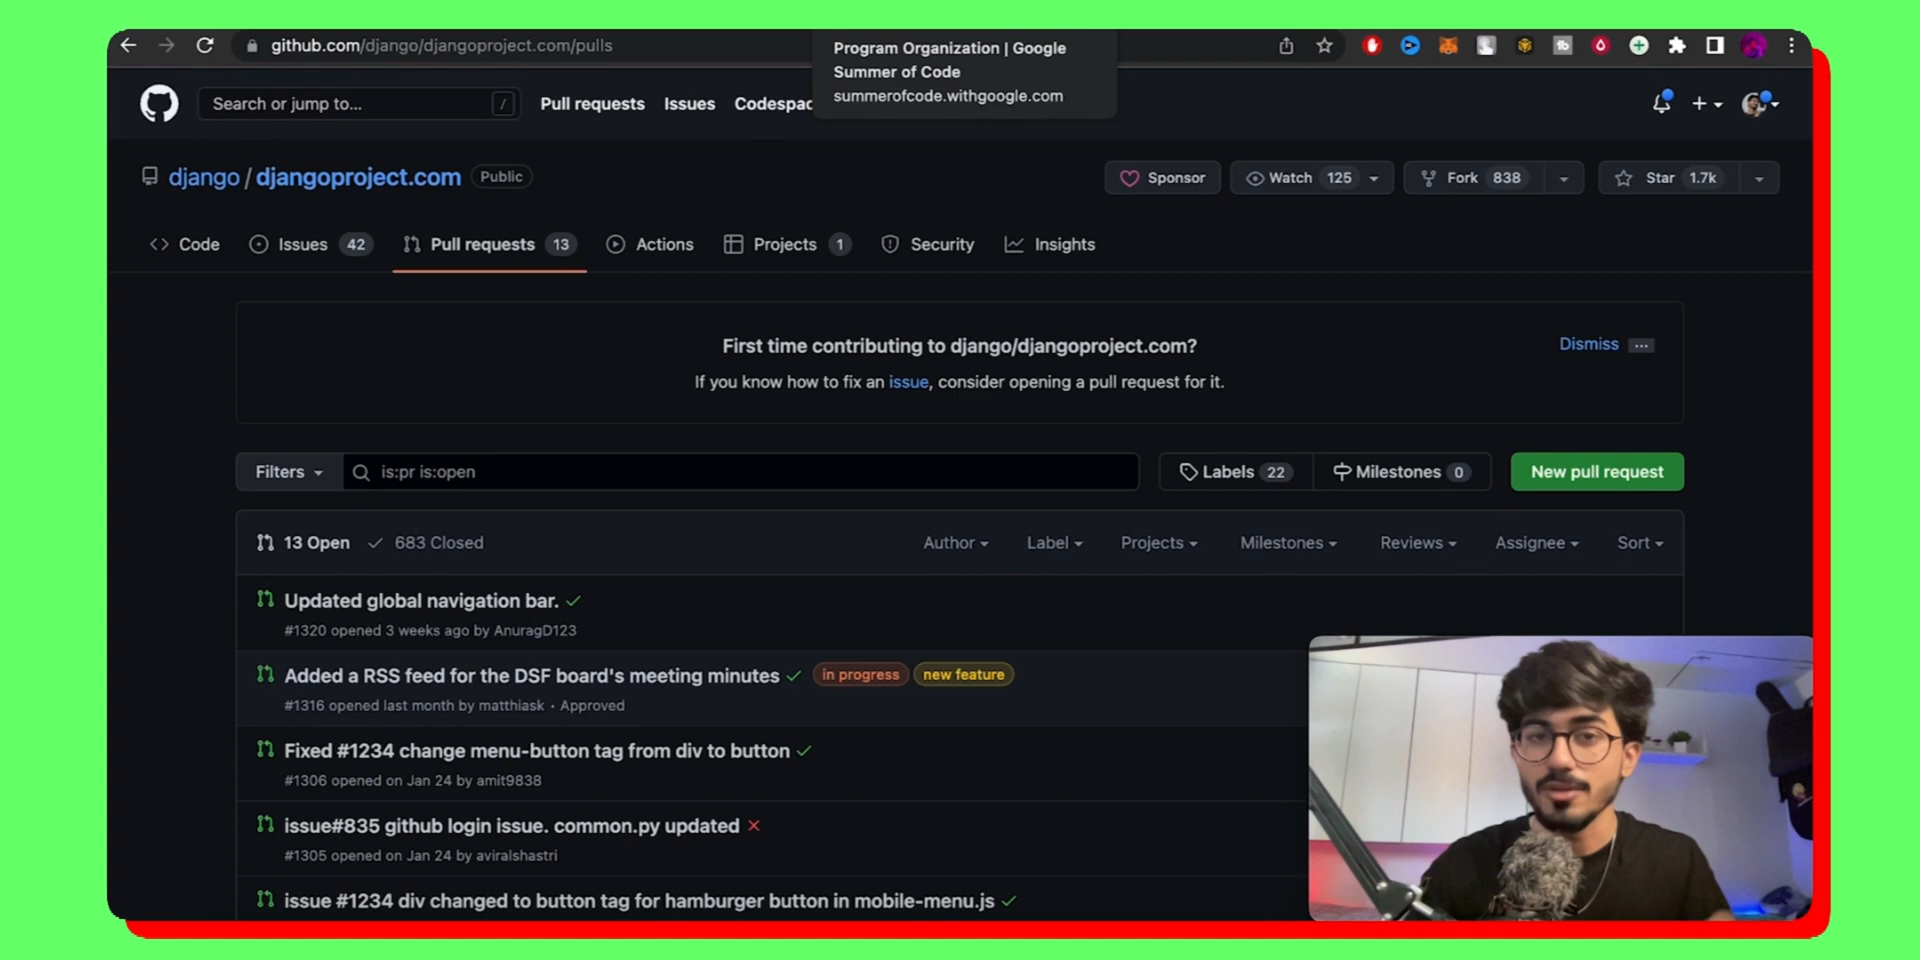 github.com/django/djangoproject.com/pulls
Program Organization | Google
Summer of Code
summerofcode.withgoogle.com
Search or jump to... /
Pull requests Issues
django / djangoproject.com Public
Sponsor Watch 125 Fork 838 Star 1.7k
Code Issues 42 Pull requests 13 Actions Projects 1 Security Insights
First time contributing to django/djangoproject.com?
Dismiss ...
If you know how to fix an issue, consider opening a pull request for it.
Filters is:pr is:open Labels 22 Milestones 0 New pull request
13 Open 683 Closed Author Label Projects Milestones Reviews Assignee Sort
Updated global navigation bar.
#1320 opened 3 weeks ago by AnuragD123
Added a RSS feed for the DSF board's meeting minutes in progress new feature
#1316 opened last month by matthiask • Approved
Fixed #1234 change menu-button tag from div to button
#1306 opened on Jan 24 by amit9838
issue#835 github login issue. common.py updated
#1305 opened on Jan 24 by aviralshastri
issue #1234 div changed to button tag for hamburger button in mobile-menu.js